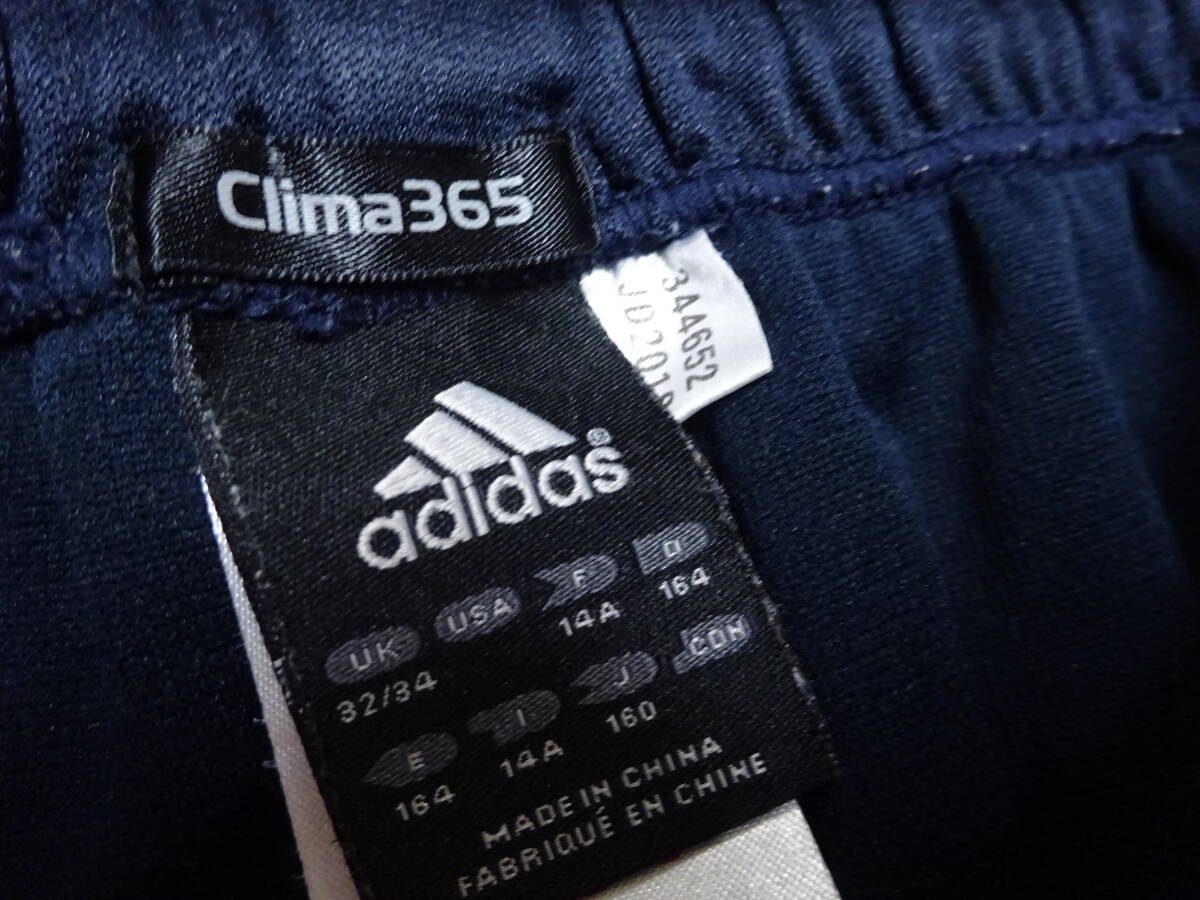 Clima365
344652
JD201
adidas®
UK USA F D
32/34 14A 164
E I J CDN
164 14A 160
MADE IN CHINA
FABRIQUÉ EN CHINE